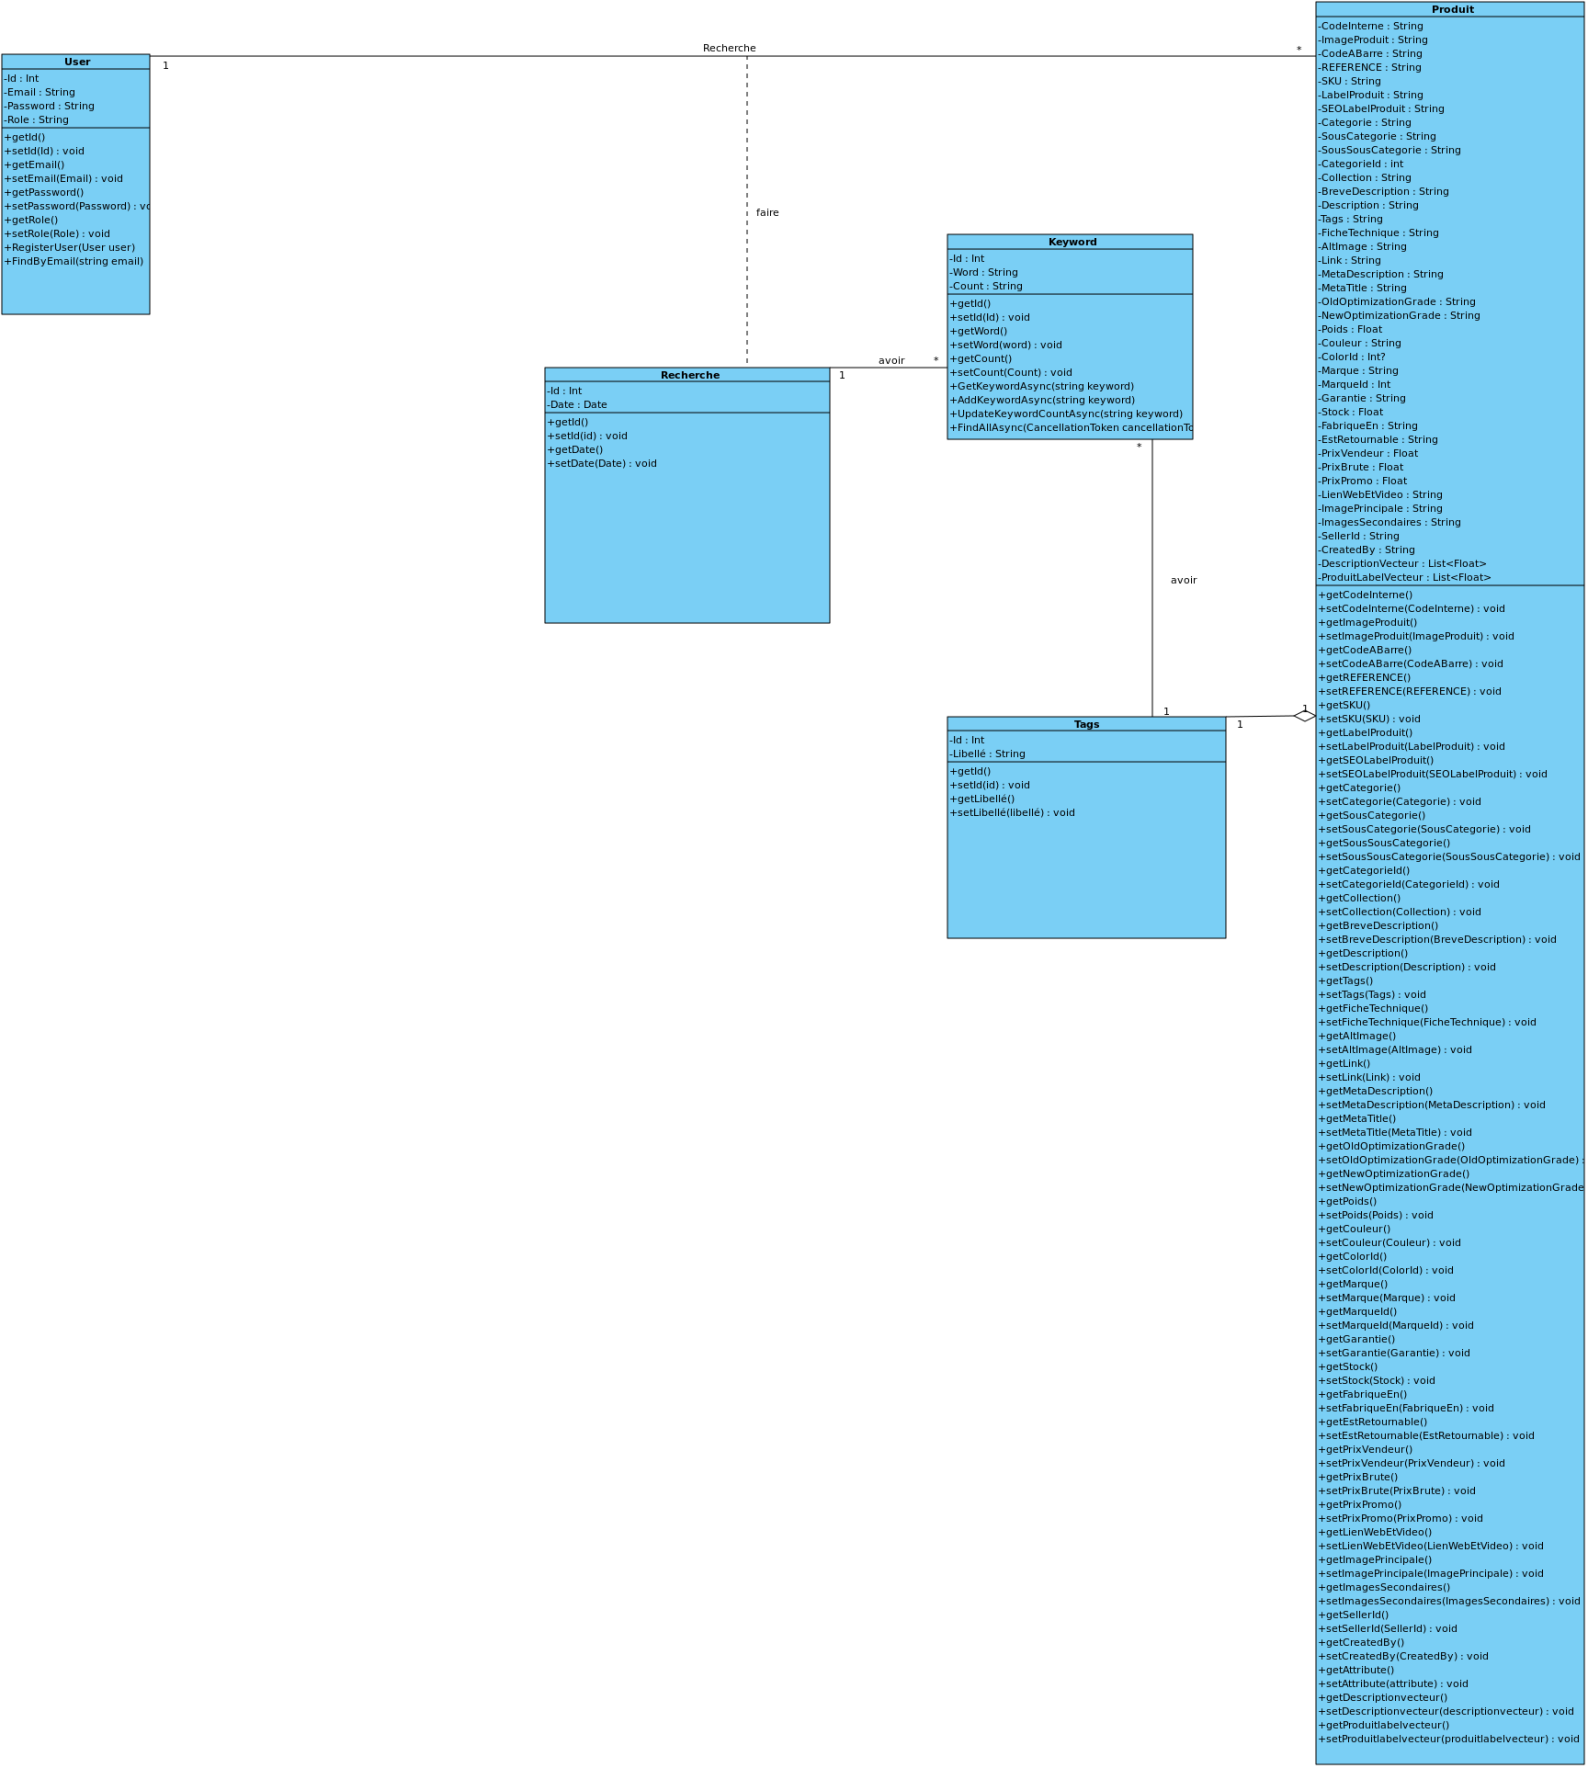 User
-Id : Int
-Email : String
-Password : String
-Role : String
+getId()
+setId(Id) : void
+getEmail()
+setEmail(Email) : void
+getPassword()
+setPassword(Password) : vo
+getRole()
+setRole(Role) : void
+RegisterUser(User user)
+FindByEmail(string email)
1
Recherche
*
faire
Recherche
-Id : Int
-Date : Date
+getId()
+setId(id) : void
+getDate()
+setDate(Date) : void
1
avoir
*
Keyword
-Id : Int
-Word : String
-Count : String
+getId()
+setId(Id) : void
+getWord()
+setWord(word) : void
+getCount()
+setCount(Count) : void
+GetKeywordAsync(string keyword)
+AddKeywordAsync(string keyword)
+UpdateKeywordCountAsync(string keyword)
+FindAllAsync(CancellationToken cancellationTo
*
avoir
1
Tags
-Id : Int
-Libellé : String
+getId()
+setId(id) : void
+getLibellé()
+setLibellé(libellé) : void
1
1
Produit
-CodeInterne : String
-ImageProduit : String
-CodeABarre : String
-REFERENCE : String
-SKU : String
-LabelProduit : String
-SEOLabelProduit : String
-Categorie : String
-SousCategorie : String
-SousSousCategorie : String
-CategorieId : int
-Collection : String
-BreveDescription : String
-Description : String
-Tags : String
-FicheTechnique : String
-AltImage : String
-Link : String
-MetaDescription : String
-MetaTitle : String
-OldOptimizationGrade : String
-NewOptimizationGrade : String
-Poids : Float
-Couleur : String
-ColorId : Int?
-Marque : String
-MarqueId : Int
-Garantie : String
-Stock : Float
-FabriqueEn : String
-EstRetournable : String
-PrixVendeur : Float
-PrixBrute : Float
-PrixPromo : Float
-LienWebEtVideo : String
-ImagePrincipale : String
-ImagesSecondaires : String
-SellerId : String
-CreatedBy : String
-DescriptionVecteur : List<Float>
-ProduitLabelVecteur : List<Float>
+getCodeInterne()
+setCodeInterne(CodeInterne) : void
+getImageProduit()
+setImageProduit(ImageProduit) : void
+getCodeABarre()
+setCodeABarre(CodeABarre) : void
+getREFERENCE()
+setREFERENCE(REFERENCE) : void
+getSKU()
+setSKU(SKU) : void
+getLabelProduit()
+setLabelProduit(LabelProduit) : void
+getSEOLabelProduit()
+setSEOLabelProduit(SEOLabelProduit) : void
+getCategorie()
+setCategorie(Categorie) : void
+getSousCategorie()
+setSousCategorie(SousCategorie) : void
+getSousSousCategorie()
+setSousSousCategorie(SousSousCategorie) : void
+getCategorieId()
+setCategorieId(CategorieId) : void
+getCollection()
+setCollection(Collection) : void
+getBreveDescription()
+setBreveDescription(BreveDescription) : void
+getDescription()
+setDescription(Description) : void
+getTags()
+setTags(Tags) : void
+getFicheTechnique()
+setFicheTechnique(FicheTechnique) : void
+getAltImage()
+setAltImage(AltImage) : void
+getLink()
+setLink(Link) : void
+getMetaDescription()
+setMetaDescription(MetaDescription) : void
+getMetaTitle()
+setMetaTitle(MetaTitle) : void
+getOldOptimizationGrade()
+setOldOptimizationGrade(OldOptimizationGrade) :
+getNewOptimizationGrade()
+setNewOptimizationGrade(NewOptimizationGrade
+getPoids()
+setPoids(Poids) : void
+getCouleur()
+setCouleur(Couleur) : void
+getColorId()
+setColorId(ColorId) : void
+getMarque()
+setMarque(Marque) : void
+getMarqueId()
+setMarqueId(MarqueId) : void
+getGarantie()
+setGarantie(Garantie) : void
+getStock()
+setStock(Stock) : void
+getFabriqueEn()
+setFabriqueEn(FabriqueEn) : void
+getEstRetournable()
+setEstRetournable(EstRetournable) : void
+getPrixVendeur()
+setPrixVendeur(PrixVendeur) : void
+getPrixBrute()
+setPrixBrute(PrixBrute) : void
+getPrixPromo()
+setPrixPromo(PrixPromo) : void
+getLienWebEtVideo()
+setLienWebEtVideo(LienWebEtVideo) : void
+getImagePrincipale()
+setImagePrincipale(ImagePrincipale) : void
+getImagesSecondaires()
+setImagesSecondaires(ImagesSecondaires) : void
+getSellerId()
+setSellerId(SellerId) : void
+getCreatedBy()
+setCreatedBy(CreatedBy) : void
+getAttribute()
+setAttribute(attribute) : void
+getDescriptionvecteur()
+setDescriptionvecteur(descriptionvecteur) : void
+getProduitlabelvecteur()
+setProduitlabelvecteur(produitlabelvecteur) : void